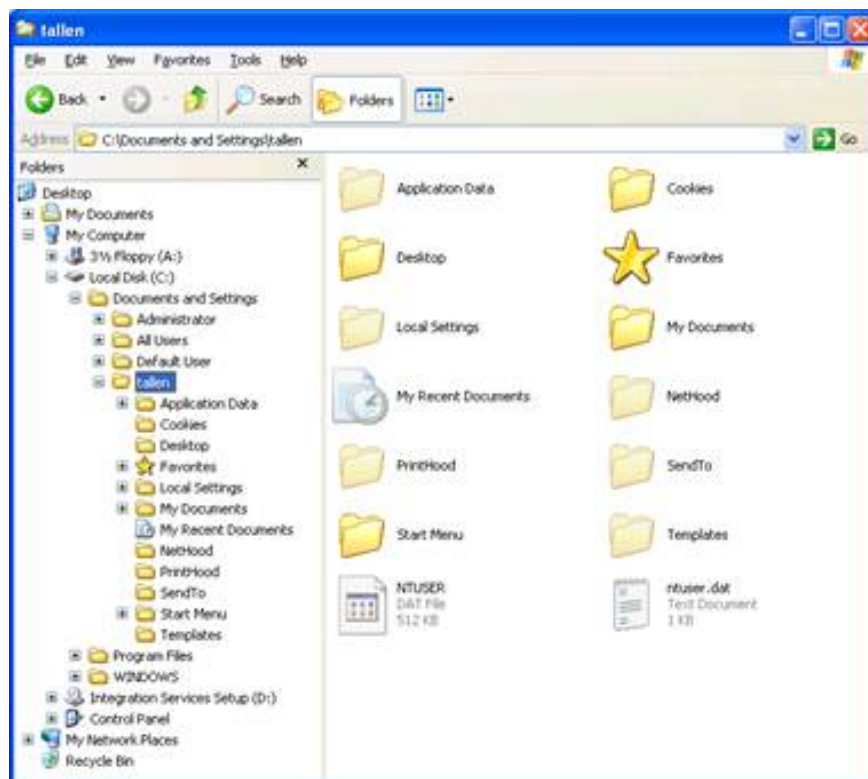 tallen
File Edit View Favorites Tools Help
Back Search Folders
Address C:\Documents and Settings\tallen Go
Folders
Desktop
My Documents
My Computer
3½ Floppy (A:)
Local Disk (C:)
Documents and Settings
Administrator
All Users
Default User
tallen
Application Data
Cookies
Desktop
Favorites
Local Settings
My Documents
My Recent Documents
NetHood
PrintHood
SendTo
Start Menu
Templates
Program Files
WINDOWS
Integration Services Setup (D:)
Control Panel
My Network Places
Recycle Bin
Application Data
Cookies
Desktop
Favorites
Local Settings
My Documents
My Recent Documents
NetHood
PrintHood
SendTo
Start Menu
Templates
NTUSER
DAT File
512 KB
ntuser.dat
Text Document
1 KB